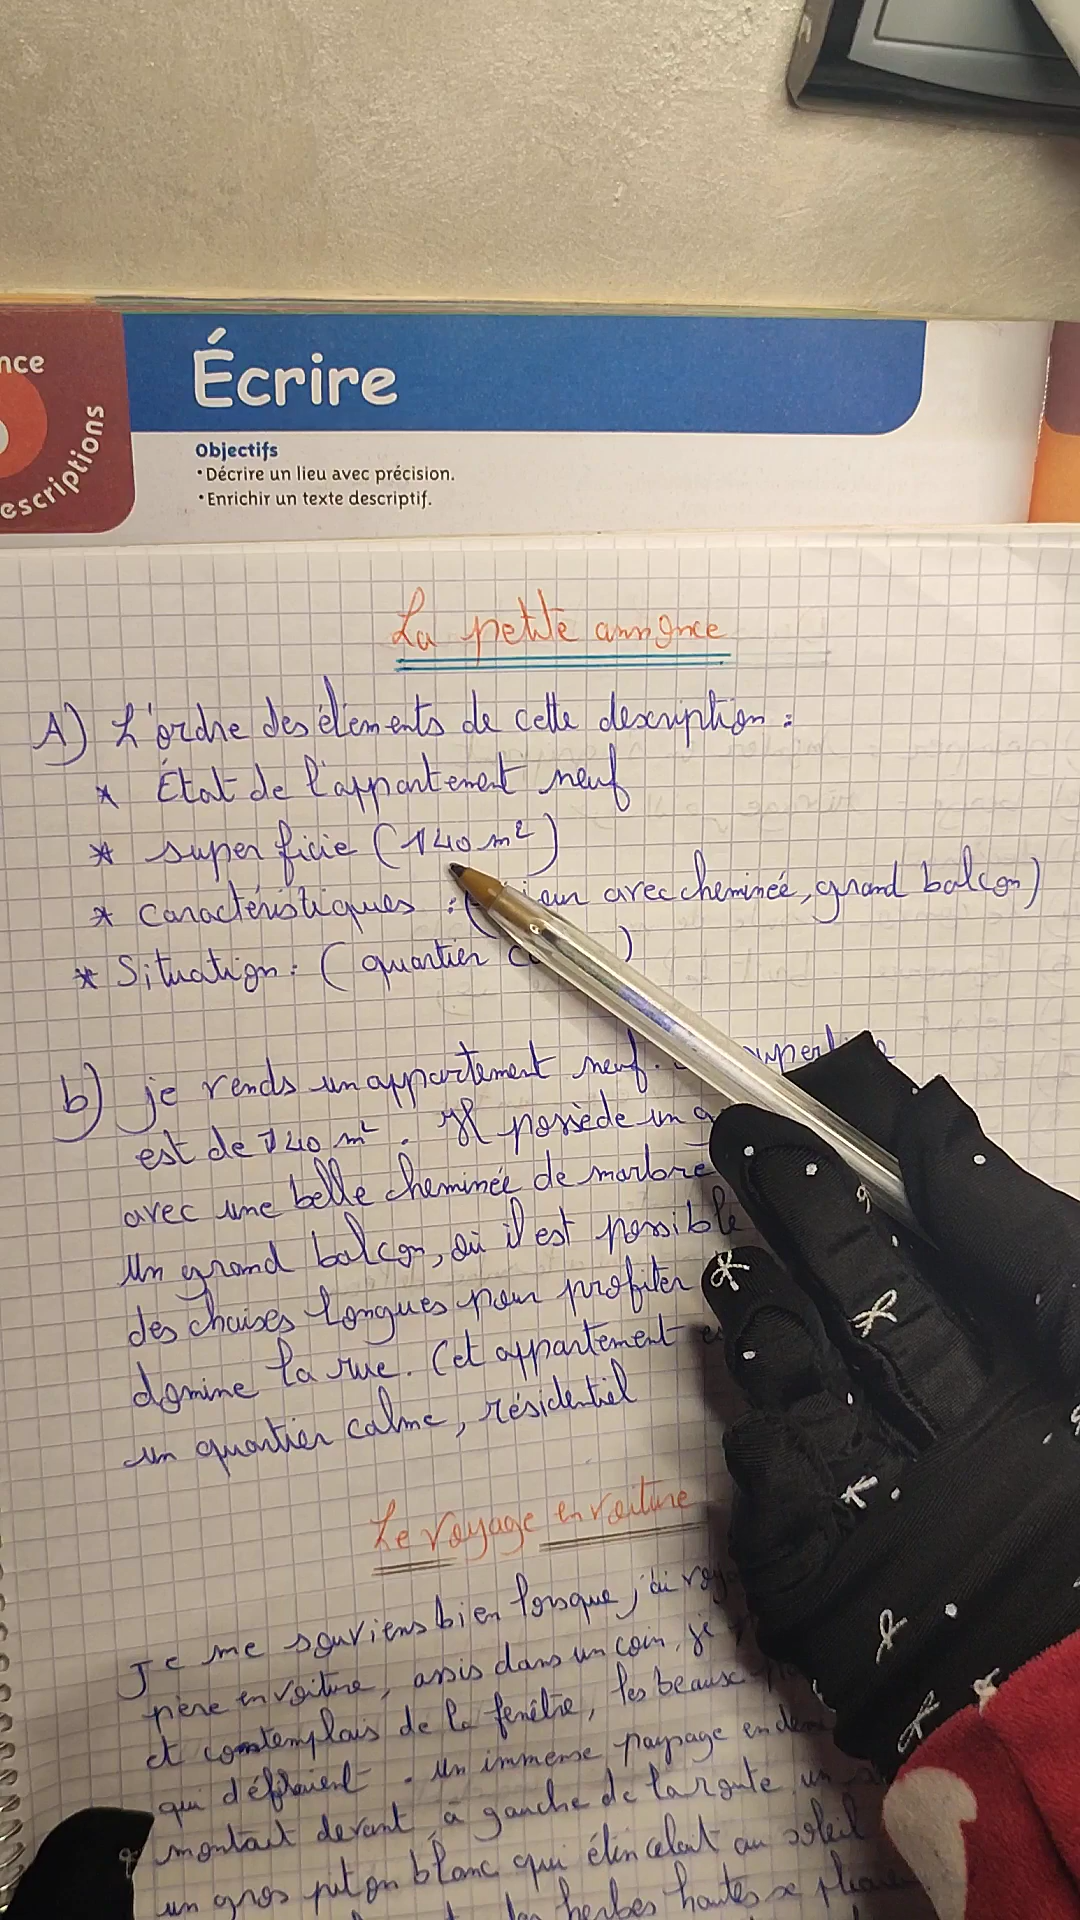 nce
escriptions
Écrire
Objectifs
• Décrire un lieu avec précision.
• Enrichir un texte descriptif.
La petite annonce
A) L'ordre des éléments de cette description :
* État de l'appartement neuf
* superficie (140 m²)
* caractéristiques : ( avec cheminée, grand balcon)
* Situation : ( quartier )
b) je vends un appartement neuf.
est de 140 m². Il possède un
avec une belle cheminée de marbre
Un grand balcon, où il est possible
des chaises longues pour profiter
domine la rue. Cet appartement
un quartier calme, résidentiel
Le voyage en voiture
Je me souviens bien lorsque j'ai
père en voiture, assis dans un coin, je
et contemplais de la fenêtre, les beaux
qui défilaient. Un immense paysage
montait devant, à gauche de la route,
un gros piton blanc qui étincelait au soleil
herbes hautes se